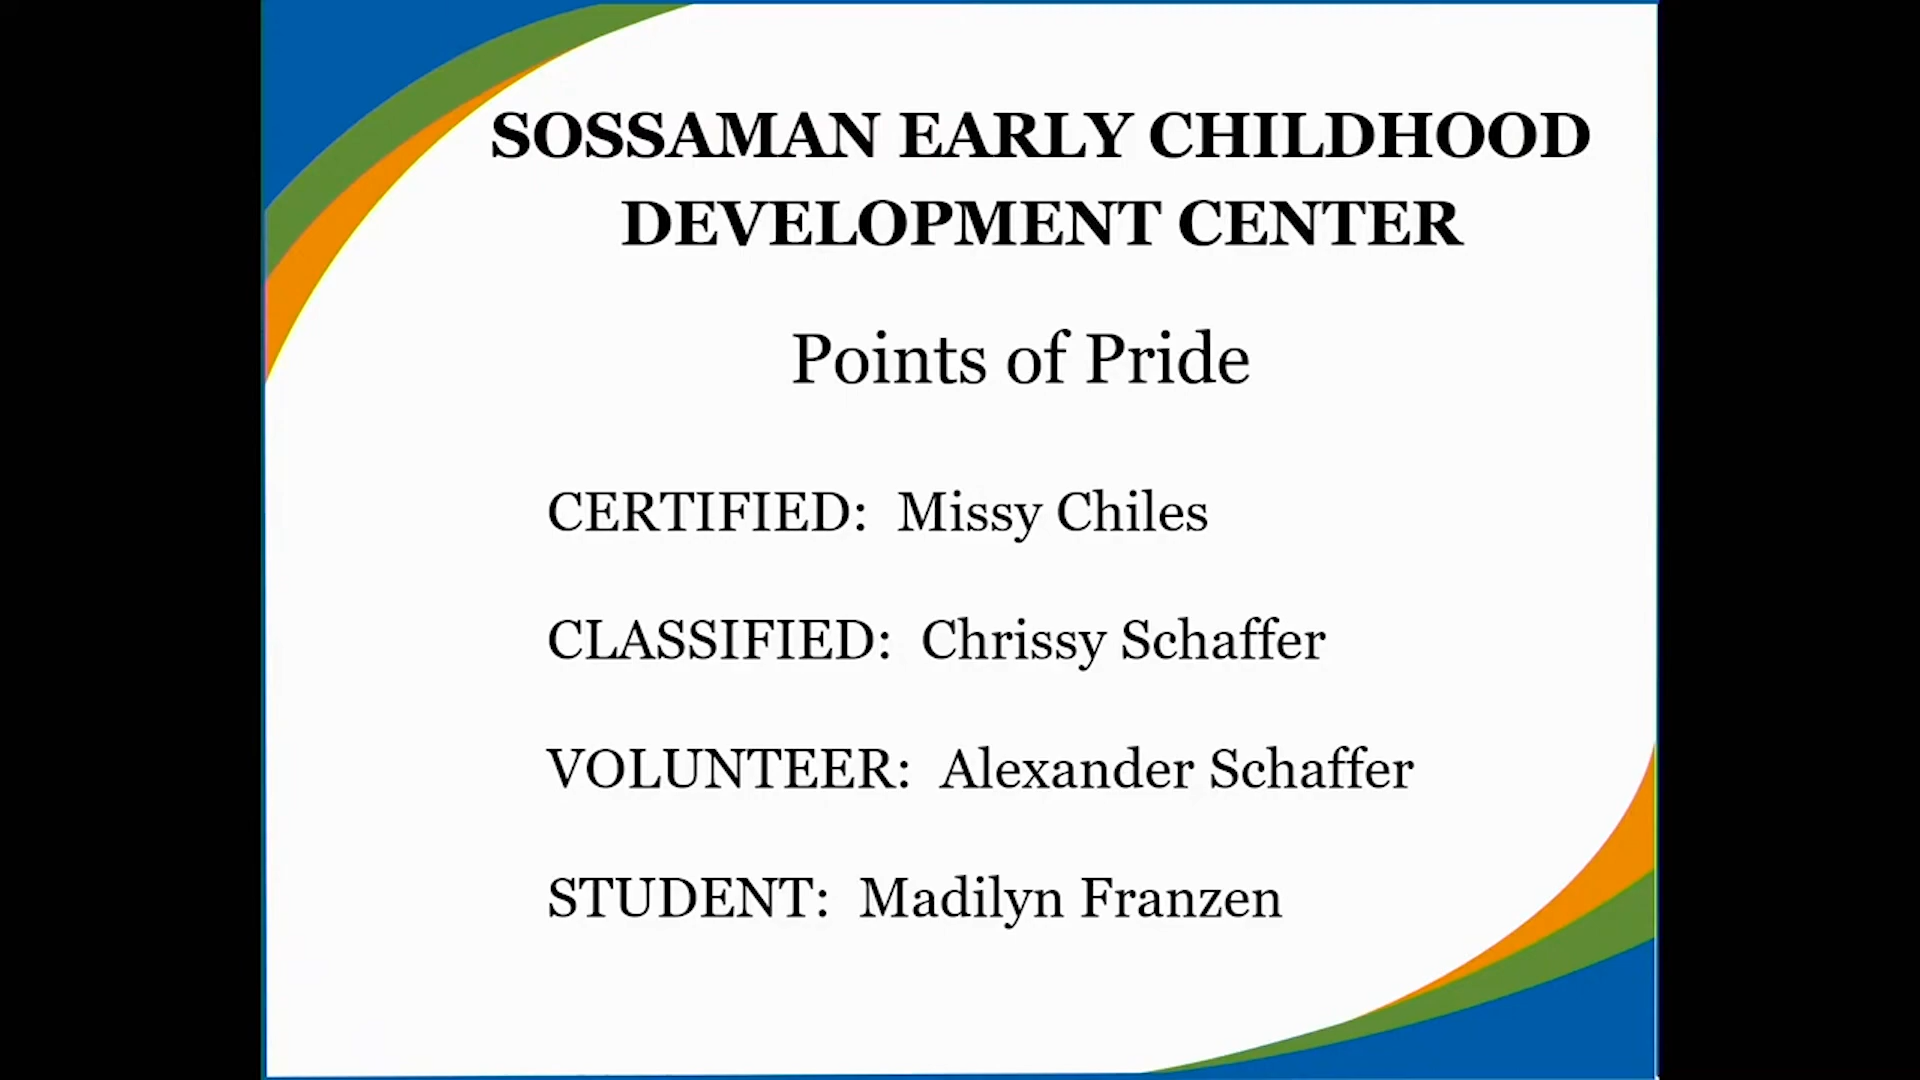 SOSSAMAN EARLY CHILDHOOD
DEVELOPMENT CENTER
Points of Pride
CERTIFIED: Missy Chiles
CLASSIFIED: Chrissy Schaffer
VOLUNTEER: Alexander Schaffer
STUDENT: Madilyn Franzen